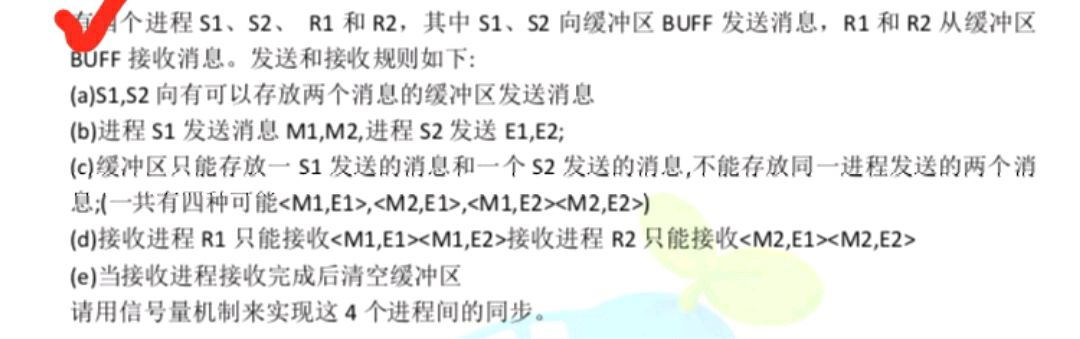 有四个进程 S1、S2、 R1 和 R2，其中 S1、S2 向缓冲区 BUFF 发送消息，R1 和 R2 从缓冲区
BUFF 接收消息。发送和接收规则如下:
(a)S1,S2 向有可以存放两个消息的缓冲区发送消息
(b)进程 S1 发送消息 M1,M2,进程 S2 发送 E1,E2;
(c)缓冲区只能存放一 S1 发送的消息和一个 S2 发送的消息,不能存放同一进程发送的两个消
息;(一共有四种可能<M1,E1>,<M2,E1>,<M1,E2><M2,E2>)
(d)接收进程 R1 只能接收<M1,E1><M1,E2>接收进程 R2 只能接收<M2,E1><M2,E2>
(e)当接收进程接收完成后清空缓冲区
请用信号量机制来实现这 4 个进程间的同步。